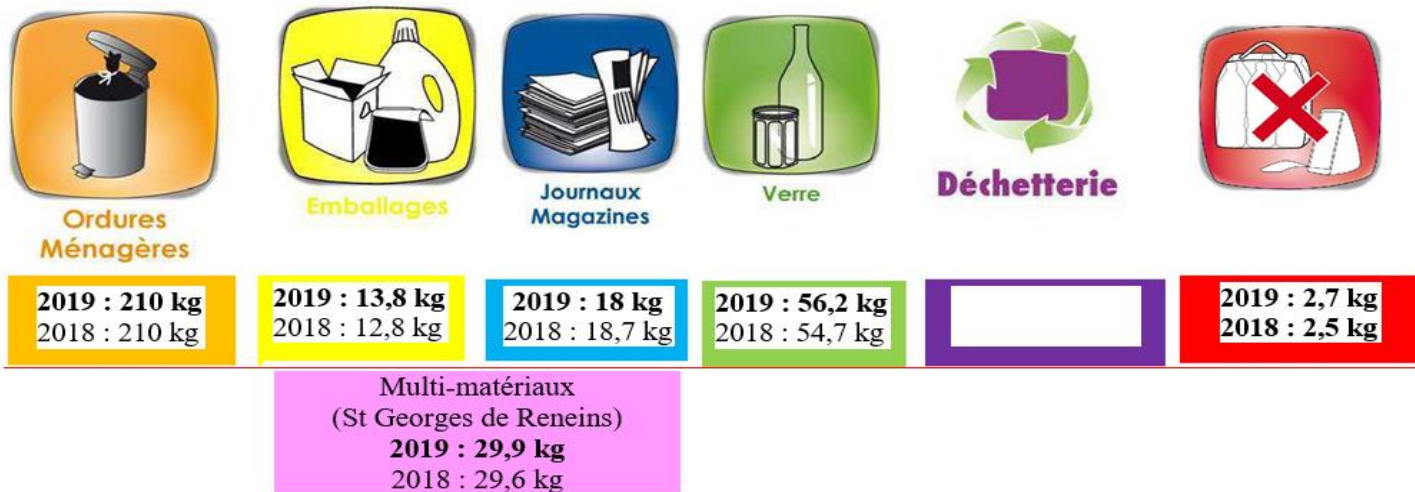 Ordures
Ménagères
Emballages
Journaux
Magazines
Verre
Déchetterie
2019 : 210 kg
2018 : 210 kg
2019 : 13,8 kg
2018 : 12,8 kg
2019 : 18 kg
2018 : 18,7 kg
2019 : 56,2 kg
2018 : 54,7 kg
2019 : 2,7 kg
2018 : 2,5 kg
Multi-matériaux
(St Georges de Reneins)
2019 : 29,9 kg
2018 : 29,6 kg